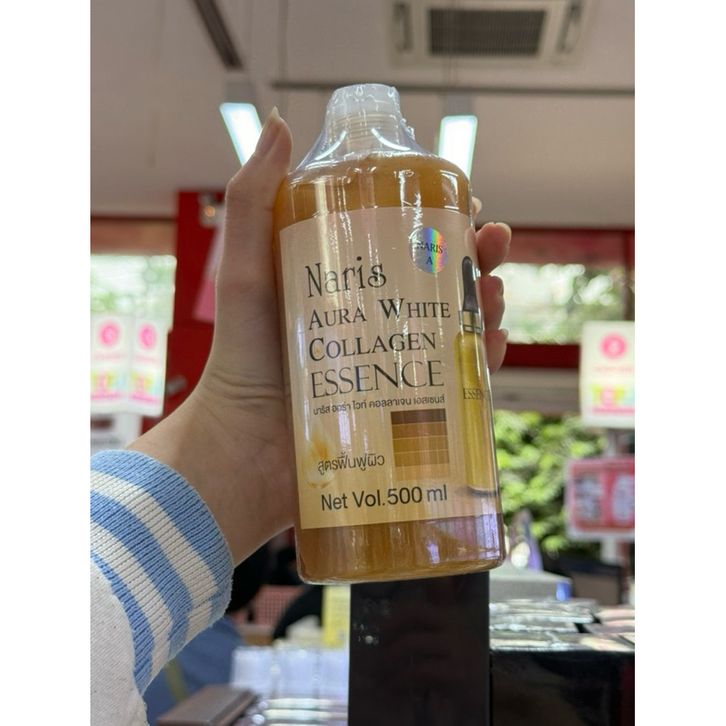 NARIS
A
Naris
AURA WHITE
COLLAGEN
ESSENCE
นาริส ออร่า ไวท์ คอลลาเจน เอสเซนส์
สูตรฟื้นฟูผิว
Net Vol. 500 ml
ESSENC